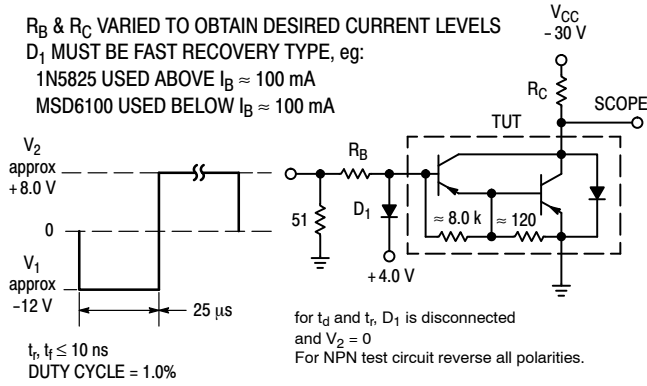 R_B & R_C VARIED TO OBTAIN DESIRED CURRENT LEVELS
D_1 MUST BE FAST RECOVERY TYPE, eg:
1N5825 USED ABOVE I_B ≈ 100 mA
MSD6100 USED BELOW I_B ≈ 100 mA
V_CC
-30 V
R_C
SCOPE
TUT
V_2
approx
+8.0 V
0
V_1
approx
-12 V
25 μs
t_r, t_f ≤ 10 ns
DUTY CYCLE = 1.0%
R_B
51
D_1
+4.0 V
≈ 8.0 k
≈ 120
for t_d and t_r, D_1 is disconnected
and V_2 = 0
For NPN test circuit reverse all polarities.